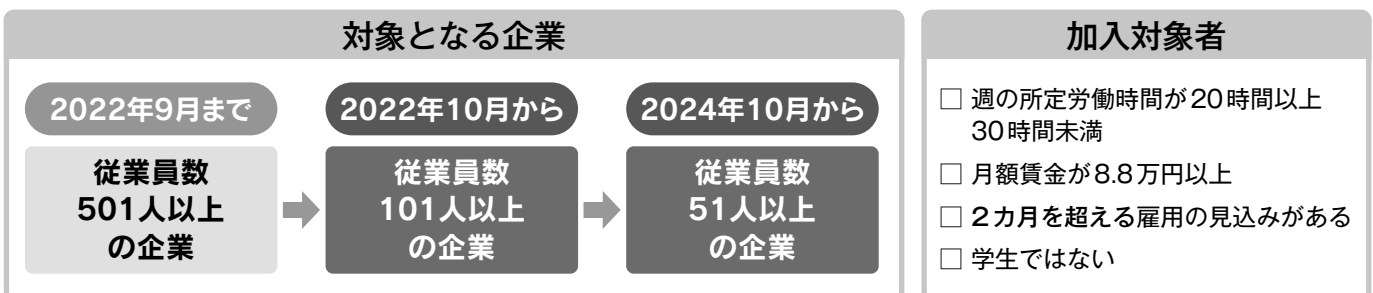 対象となる企業
2022年9月まで
従業員数
501人以上
の企業
2022年10月から
従業員数
101人以上
の企業
2024年10月から
従業員数
51人以上
の企業
加入対象者
□ 週の所定労働時間が20時間以上
30時間未満
□ 月額賃金が8.8万円以上
□ 2カ月を超える雇用の見込みがある
□ 学生ではない